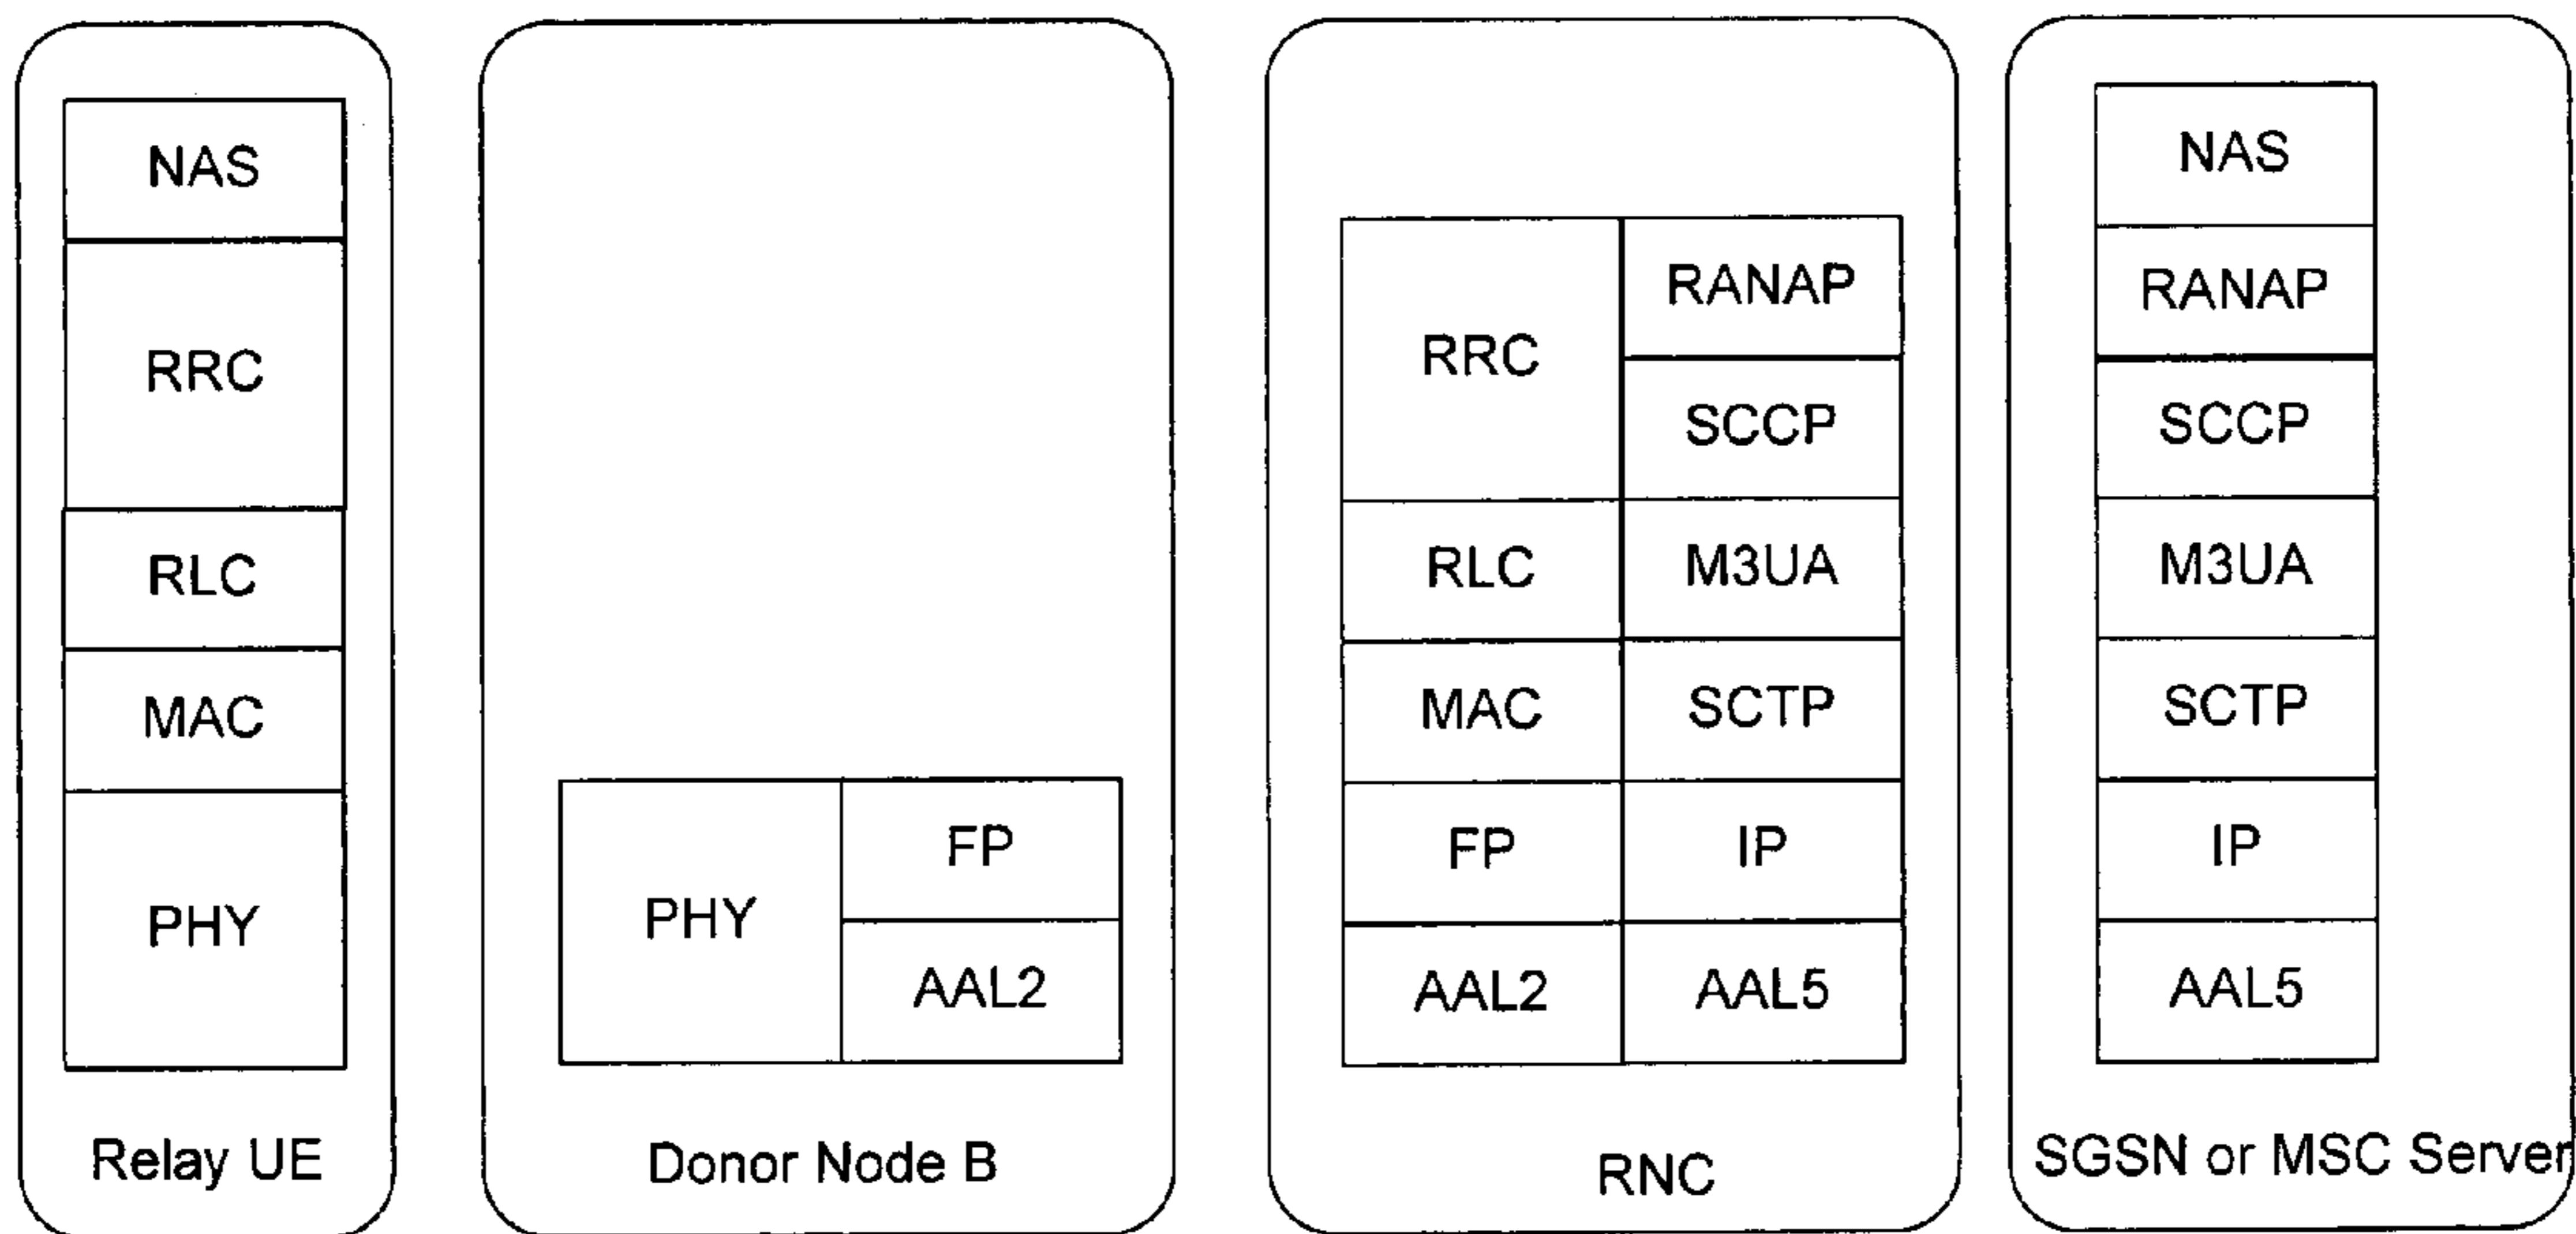 NAS
RRC
RLC
MAC
PHY
Relay UE
PHY
FP
AAL2
Donor Node B
RRC
RLC
MAC
FP
AAL2
RANAP
SCCP
M3UA
SCTP
IP
AAL5
RNC
NAS
RANAP
SCCP
M3UA
SCTP
IP
AAL5
SGSN or MSC Server